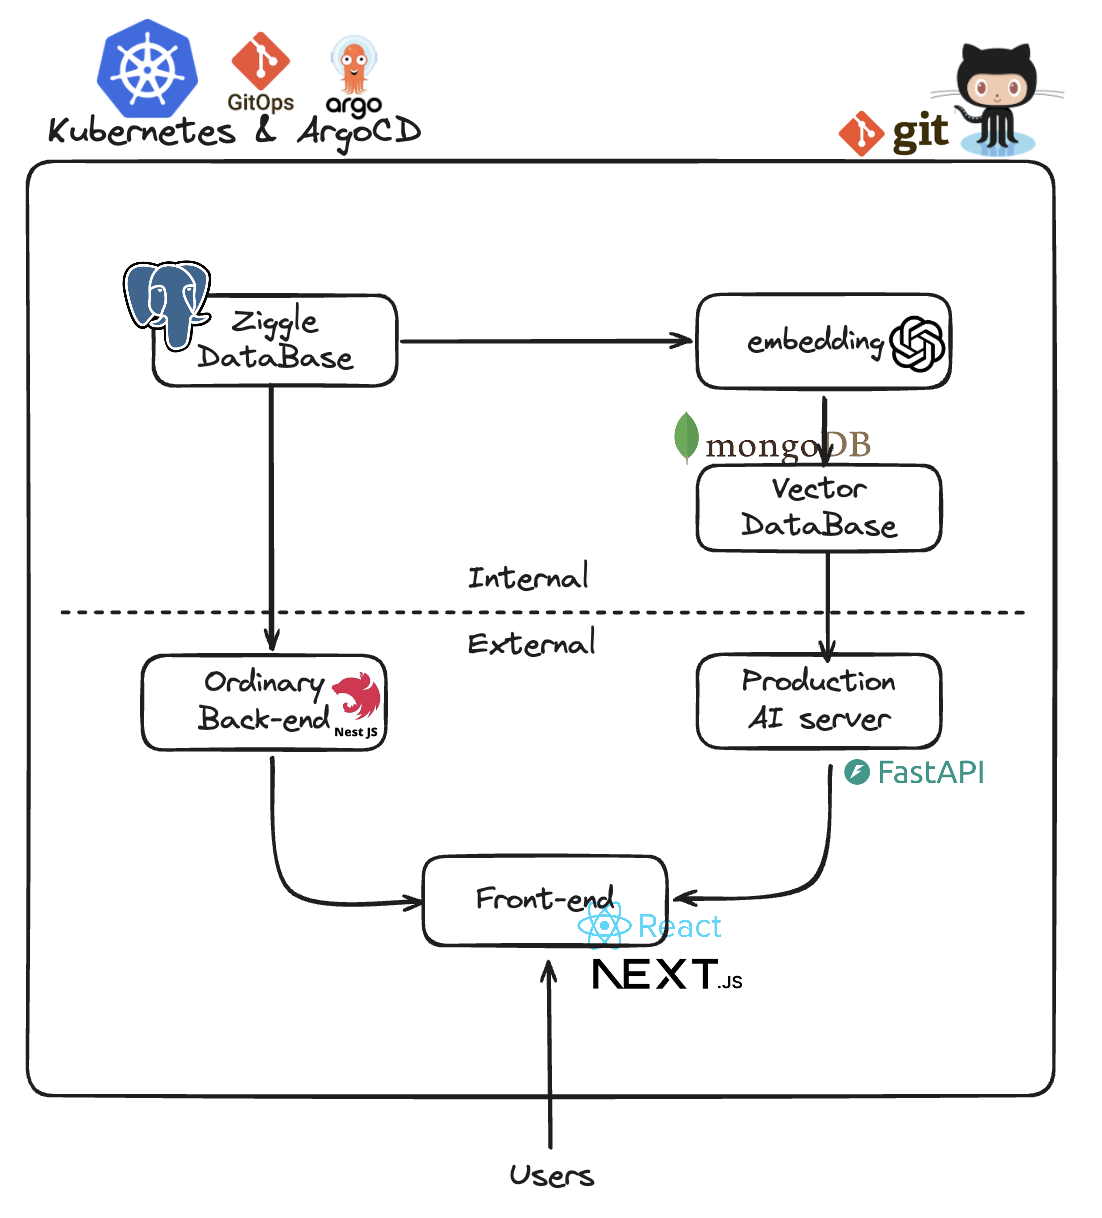 GitOps
argo
Kubernetes & ArgoCD
git
Ziggle
DataBase
embedding
mongoDB
Vector
DataBase
Internal
External
Ordinary
Back-end
Nest JS
Production
AI server
FastAPI
Front-end
React
NEXT.JS
Users